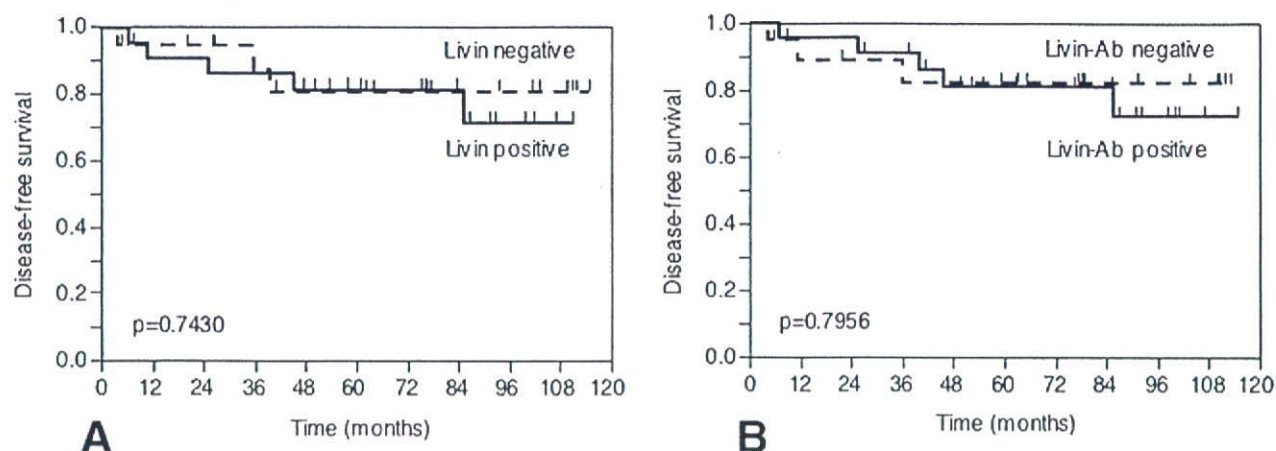 1.0
0.8
0.6
0.4
0.2
0.0
Disease-free survival
Livin negative
Livin positive
p=0.7430
0 12 24 36 48 60 72 84 96 108 120
Time (months)
A
1.0
0.8
0.6
0.4
0.2
0.0
Disease-free survival
Livin-Ab negative
Livin-Ab positive
p=0.7956
0 12 24 36 48 60 72 84 96 108 120
Time (months)
B